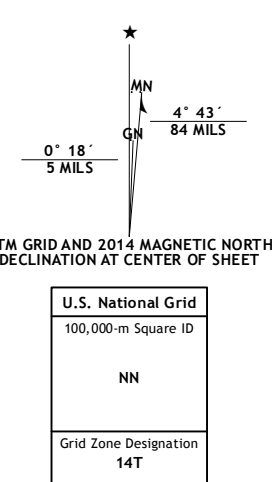 ★
MN
4° 43´
84 MILS
GN
0° 18´
5 MILS
TM GRID AND 2014 MAGNETIC NORTH
DECLINATION AT CENTER OF SHEET
U.S. National Grid
100,000-m Square ID
NN
Grid Zone Designation
14T